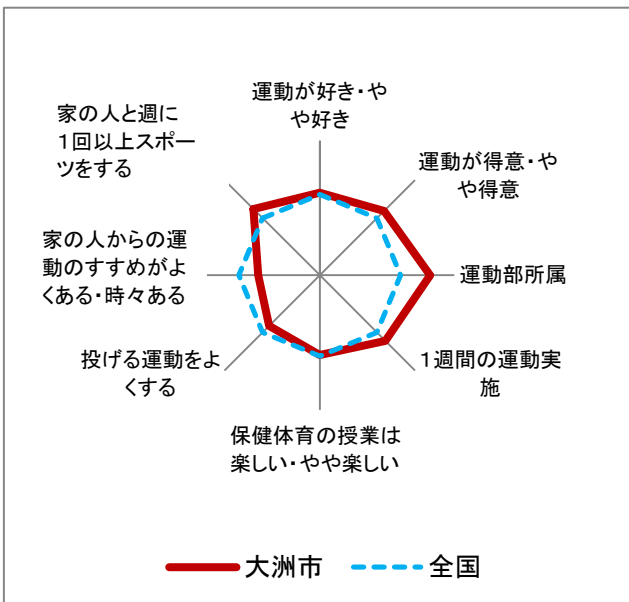 運動が好き・や
や好き
運動が得意・や
や得意
運動部所属
１週間の運動実
施
保健体育の授業は
楽しい・やや楽しい
投げる運動をよ
くする
家の人からの運
動のすすめがよ
くある・時々ある
家の人と週に
１回以上スポー
ツをする
大洲市
全国